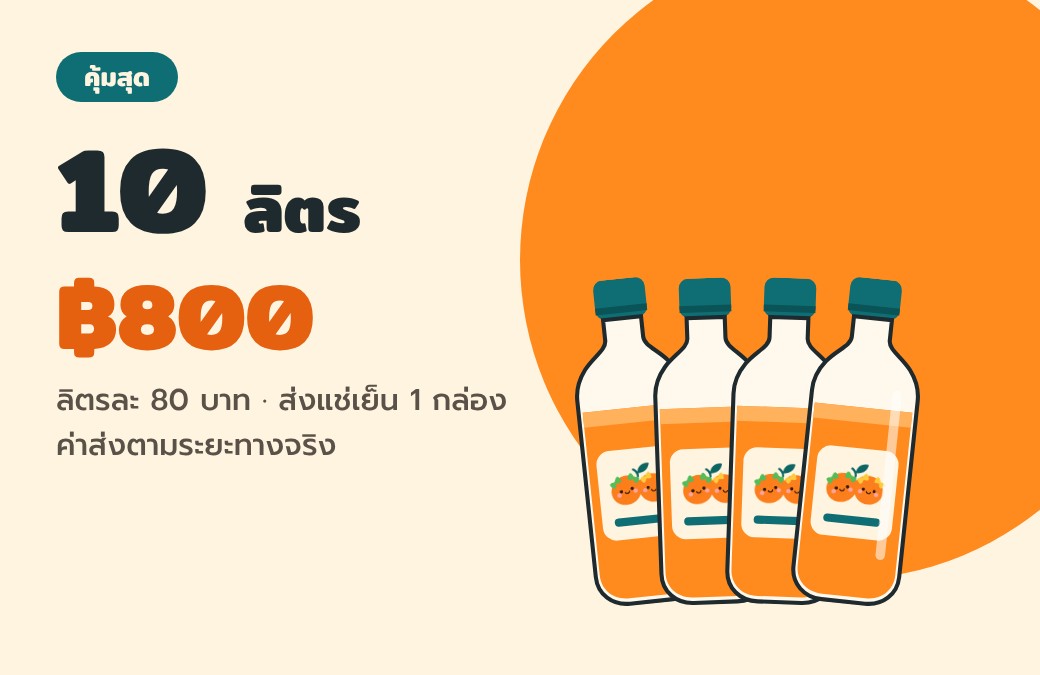 คุ้มสุด
10 ลิตร
฿800
ลิตรละ 80 บาท · ส่งแช่เย็น 1 กล่อง
ค่าส่งตามระยะทางจริง